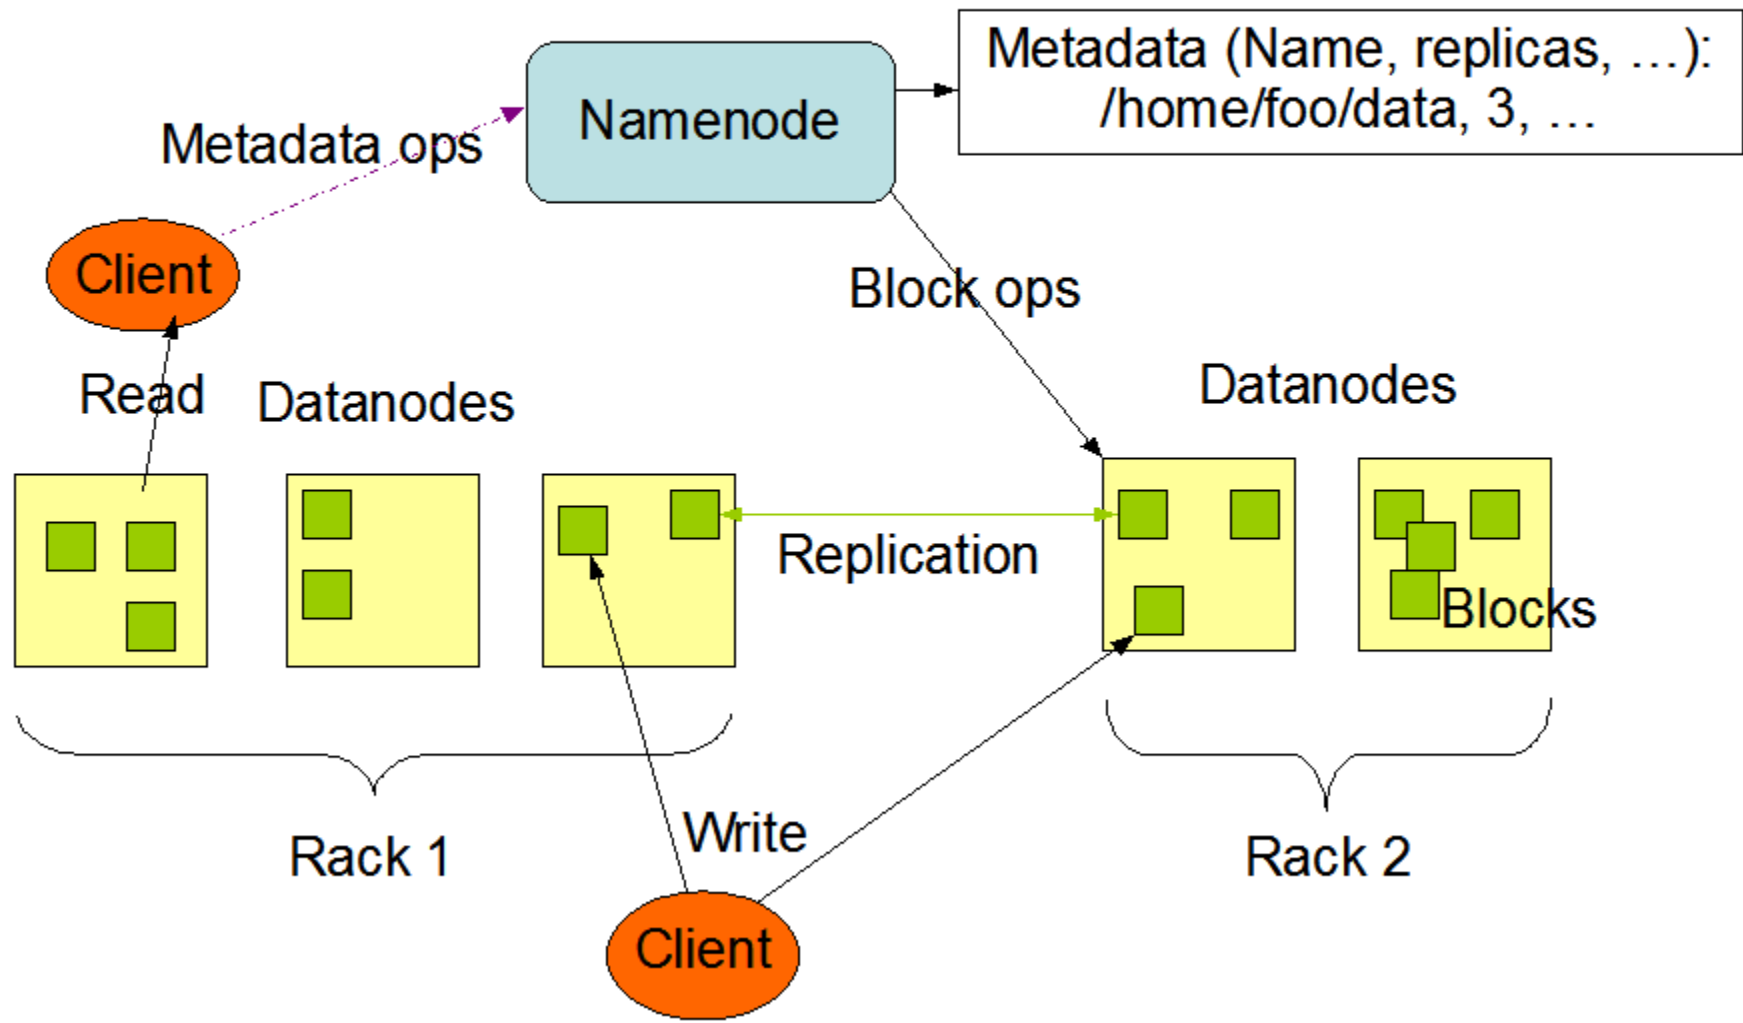 Metadata (Name, replicas, …):
/home/foo/data, 3, …
Namenode
Metadata ops
Client
Block ops
Read
Datanodes
Datanodes
Replication
Blocks
Rack 1
Write
Rack 2
Client